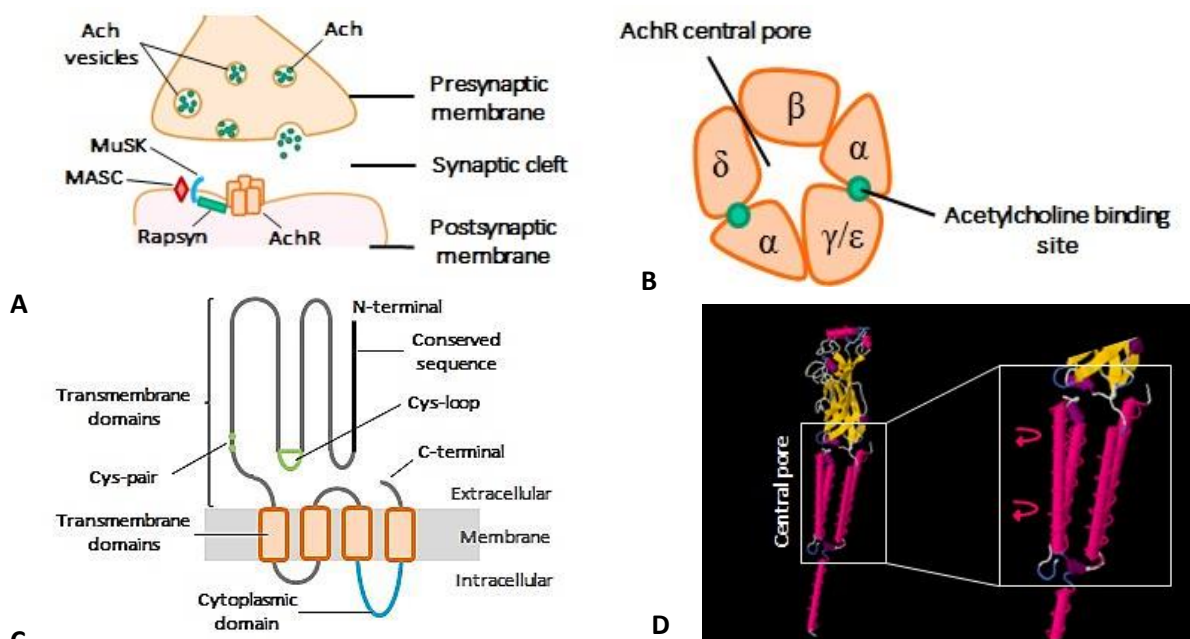 Ach
vesicles
Ach
Presynaptic
membrane
MuSK
MASC
Synaptic cleft
Rapsyn
AchR
Postsynaptic
membrane
A
AchR central pore
β
α
δ
α
γ/ε
Acetylcholine binding
site
B
N-terminal
Conserved
sequence
Transmembrane
domains
Cys-loop
Cys-pair
C-terminal
Extracellular
Transmembrane
domains
Membrane
Intracellular
Cytoplasmic
domain
C
Central pore
D